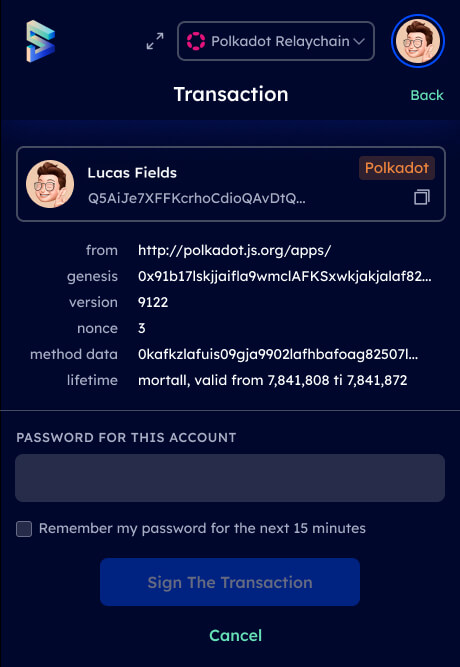 Polkadot Relaychain
Transaction
Back
Lucas Fields
Polkadot
Q5AiJe7XFFKcrhoCdioQAvDtQ...
from http://polkadot.js.org/apps/
genesis 0x91b17lskjjaifla9wmclAFKSxwkjakjalaf82...
version 9122
nonce 3
method data 0kafkzlafuis09gja9902lafhbafoag82507l...
lifetime mortall, valid from 7,841,808 ti 7,841,872
PASSWORD FOR THIS ACCOUNT
Remember my password for the next 15 minutes
Sign The Transaction
Cancel